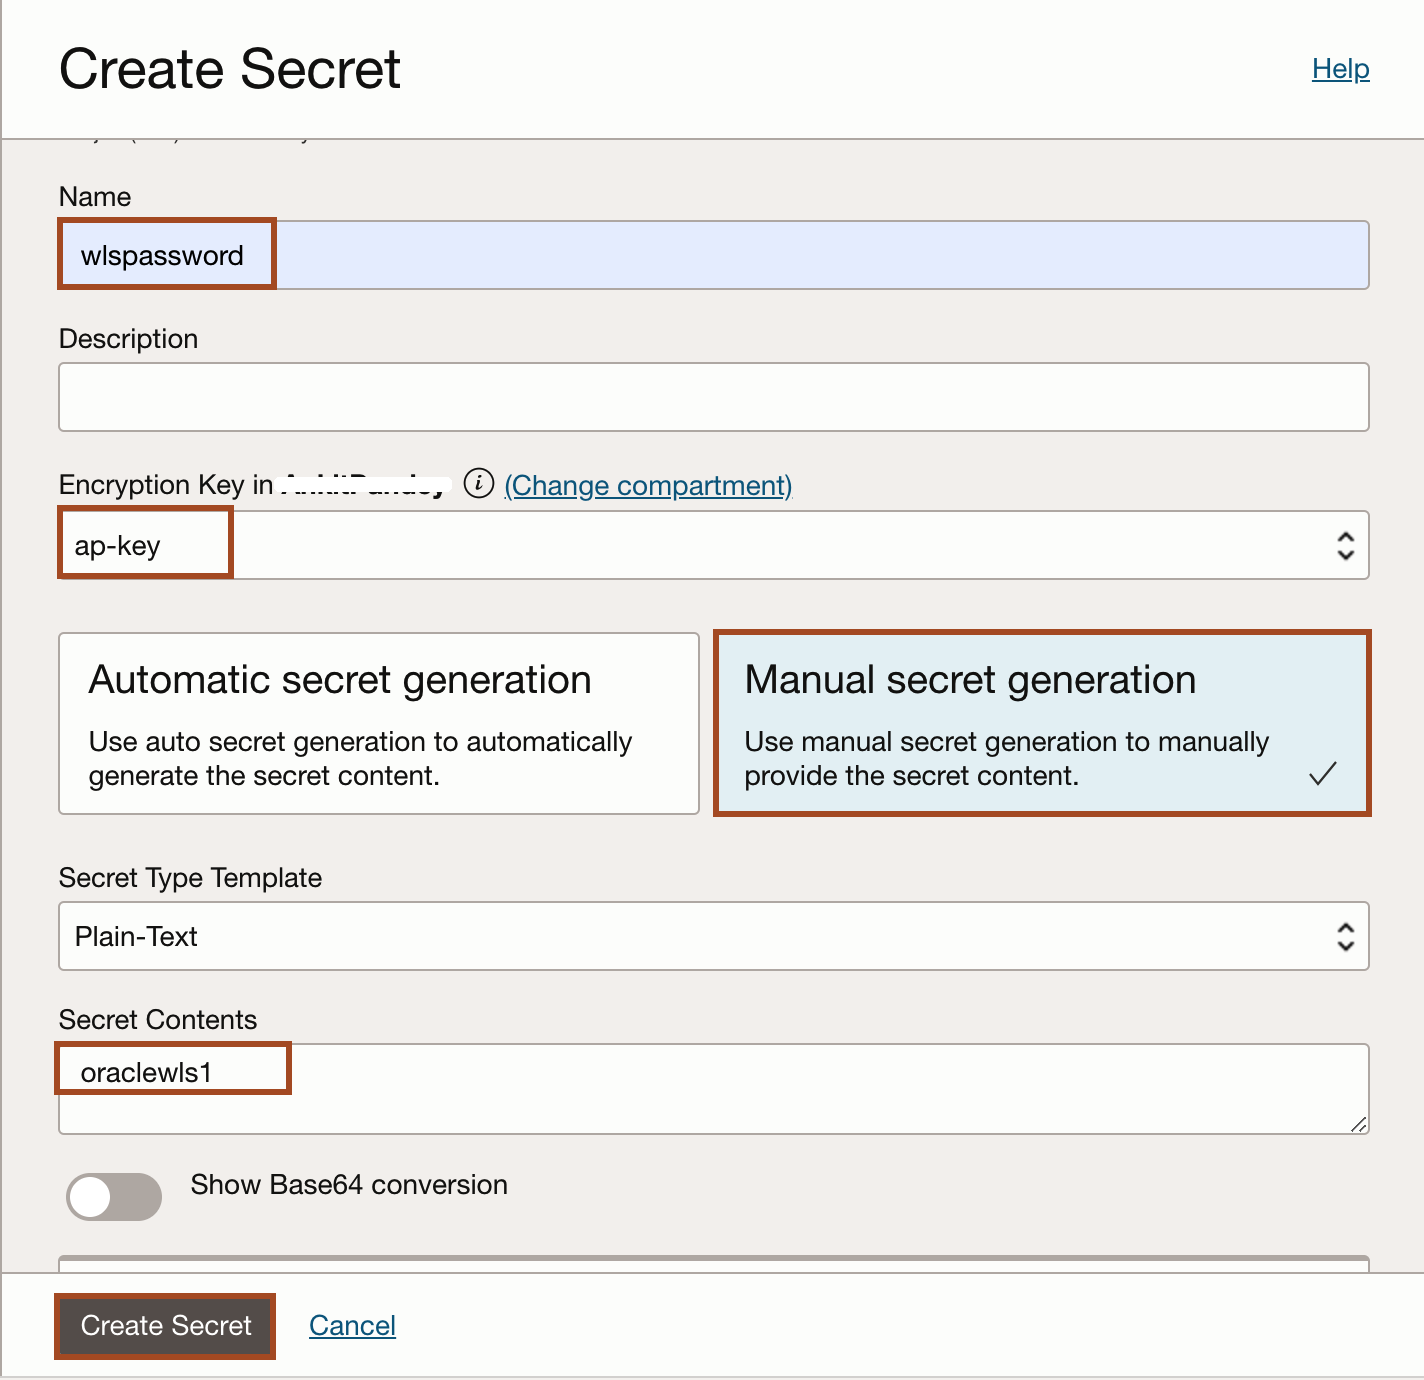 Create Secret
Help
Name
wlspassword
Description
Encryption Key in
(Change compartment)
ap-key
Automatic secret generation
Use auto secret generation to automatically
generate the secret content.
Manual secret generation
Use manual secret generation to manually
provide the secret content.
Secret Type Template
Plain-Text
Secret Contents
oraclewls1
Show Base64 conversion
Create Secret
Cancel